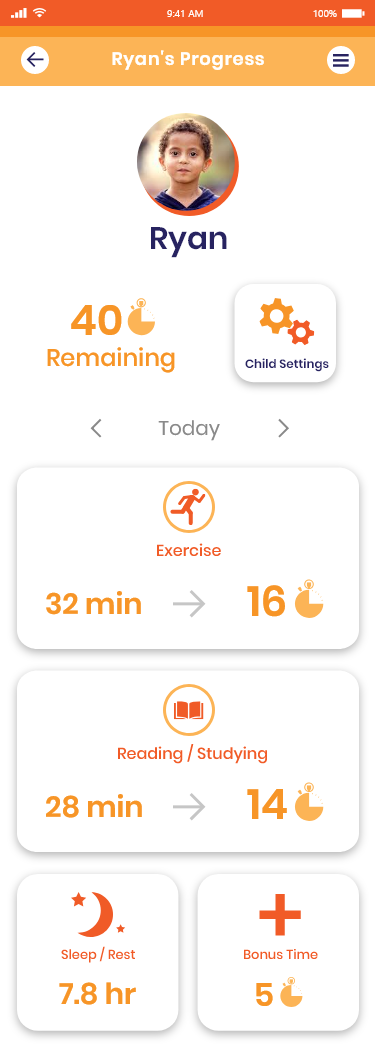 9:41 AM
100%
Ryan's Progress
Ryan
40
Remaining
Child Settings
Today
Exercise
32 min
16
Reading / Studying
28 min
14
Sleep / Rest
7.8 hr
Bonus Time
5